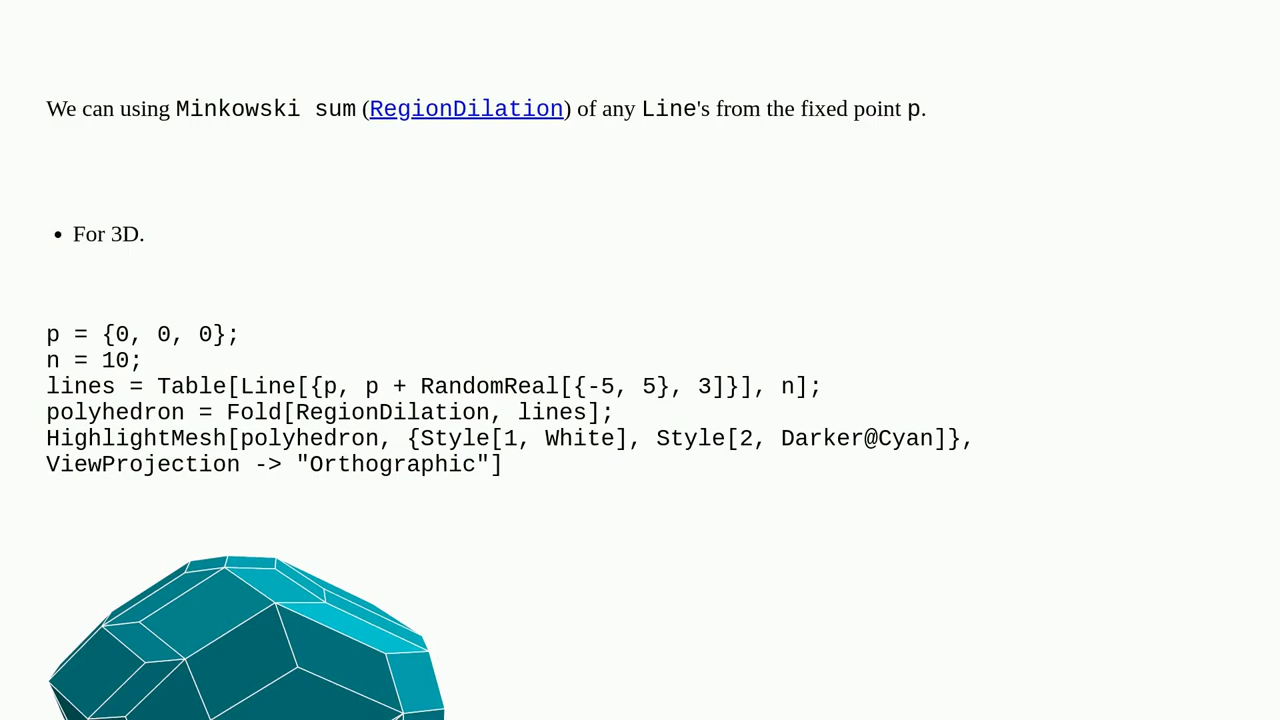 We can using Minkowski sum (RegionDilation) of any Line's from the fixed point p.
• For 3D.
p = {0, 0, 0};
n = 10;
lines = Table[Line[{p, p + RandomReal[{-5, 5}, 3]}], n];
polyhedron = Fold[RegionDilation, lines];
HighlightMesh[polyhedron, {Style[1, White], Style[2, Darker@Cyan]},
ViewProjection -> "Orthographic"]